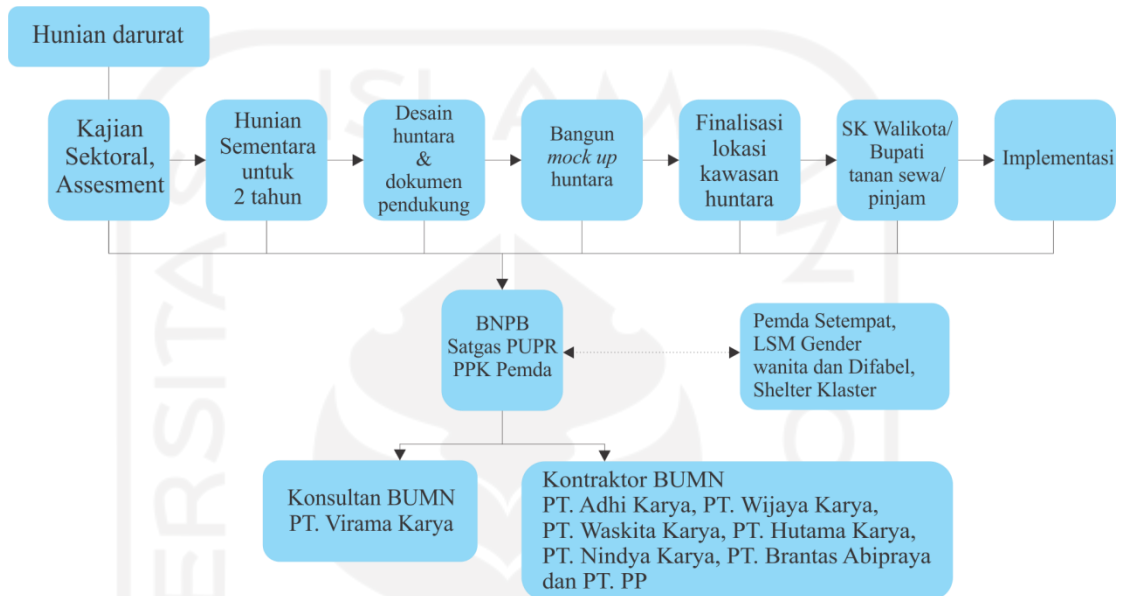 Hunian darurat
Kajian
Sektoral,
Assesment
Hunian
Sementara
untuk
2 tahun
Desain
huntara
&
dokumen
pendukung
Bangun
mock up
huntara
Finalisasi
lokasi
kawasan
huntara
SK Walikota/
Bupati
tanan sewa/
pinjam
Implementasi
BNPB
Satgas PUPR
PPK Pemda
Pemda Setempat,
LSM Gender
wanita dan Difabel,
Shelter Klaster
Konsultan BUMN
PT. Virama Karya
Kontraktor BUMN
PT. Adhi Karya, PT. Wijaya Karya,
PT. Waskita Karya, PT. Hutama Karya,
PT. Nindya Karya, PT. Brantas Abipraya
dan PT. PP
ISLAM